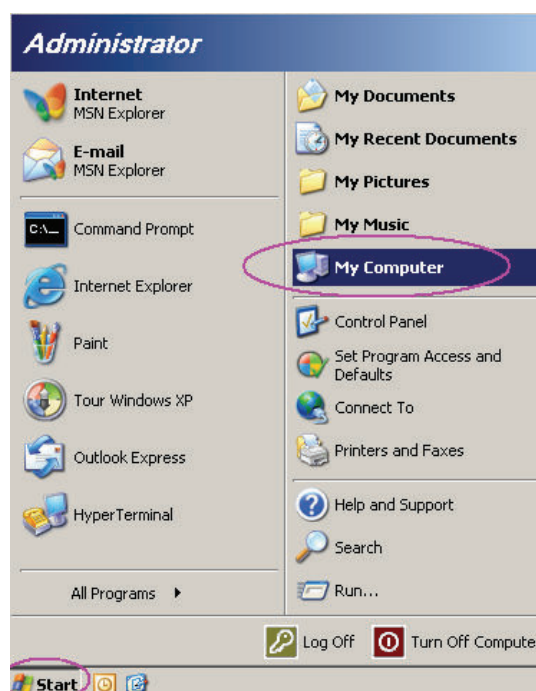 Administrator
Internet
MSN Explorer
E-mail
MSN Explorer
C:\_
Command Prompt
Internet Explorer
Paint
Tour Windows XP
Outlook Express
HyperTerminal
All Programs
My Documents
My Recent Documents
My Pictures
My Music
My Computer
Control Panel
Set Program Access and
Defaults
Connect To
Printers and Faxes
Help and Support
Search
Run...
Log Off
Turn Off Compute
Start